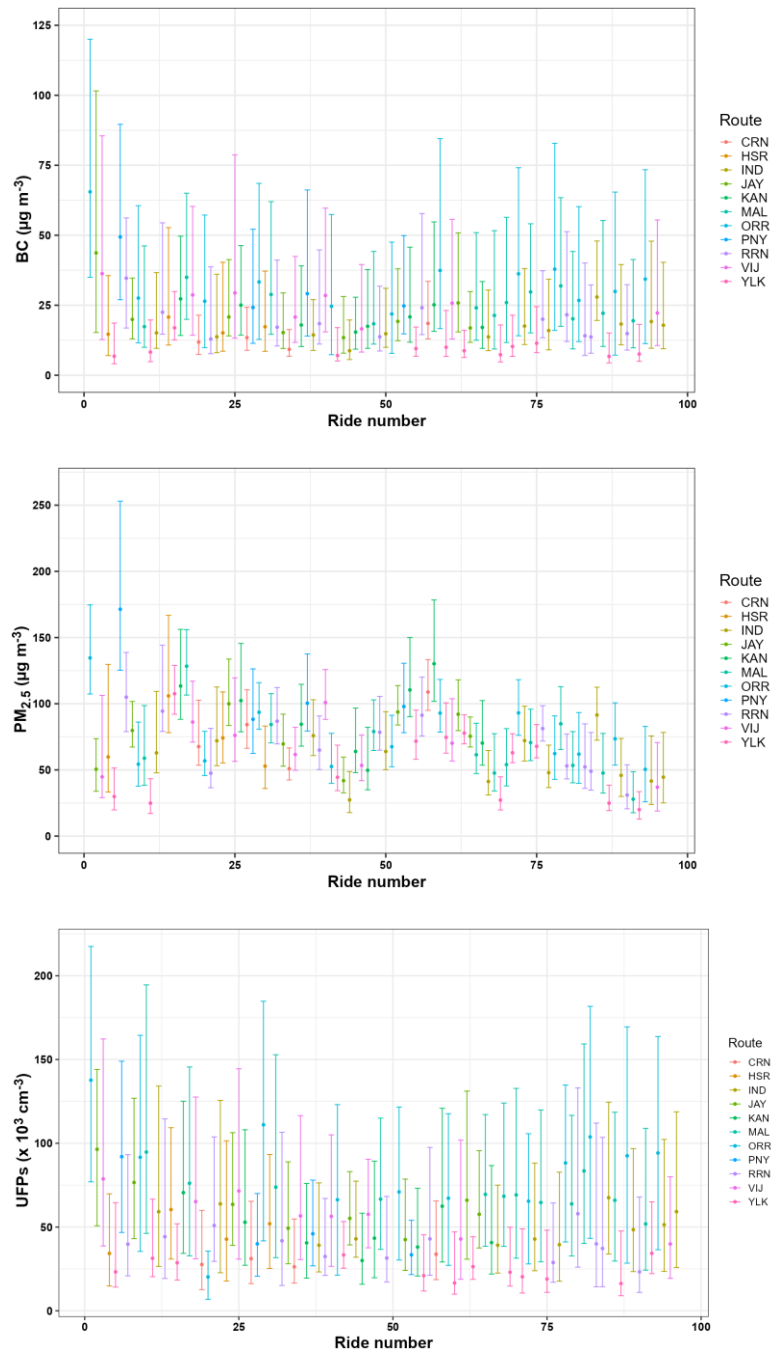 125
100
75
50
25
0
BC (µg m⁻³)
0 25 50 75 100
Ride number
Route
CRN
HSR
IND
JAY
KAN
MAL
ORR
PNY
RRN
VIJ
YLK
250
200
150
100
50
0
PM₂.₅ (µg m⁻³)
0 25 50 75 100
Ride number
Route
CRN
HSR
IND
JAY
KAN
MAL
ORR
PNY
RRN
VIJ
YLK
200
150
100
50
0
UFPs (x 10³ cm⁻³)
0 25 50 75 100
Ride number
Route
CRN
HSR
IND
JAY
KAN
MAL
ORR
PNY
RRN
VIJ
YLK